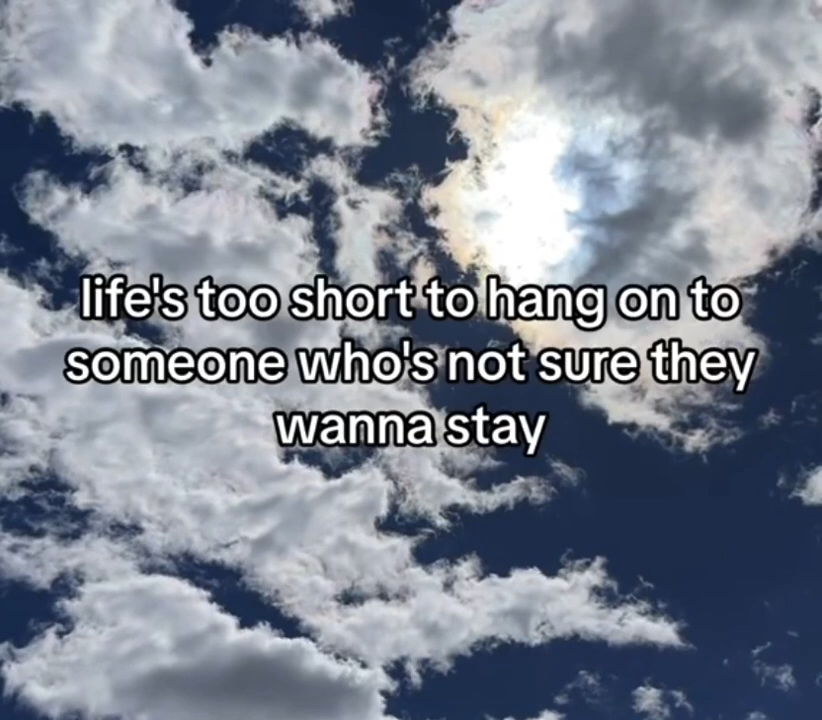 life's too short to hang on to
someone who's not sure they
wanna stay